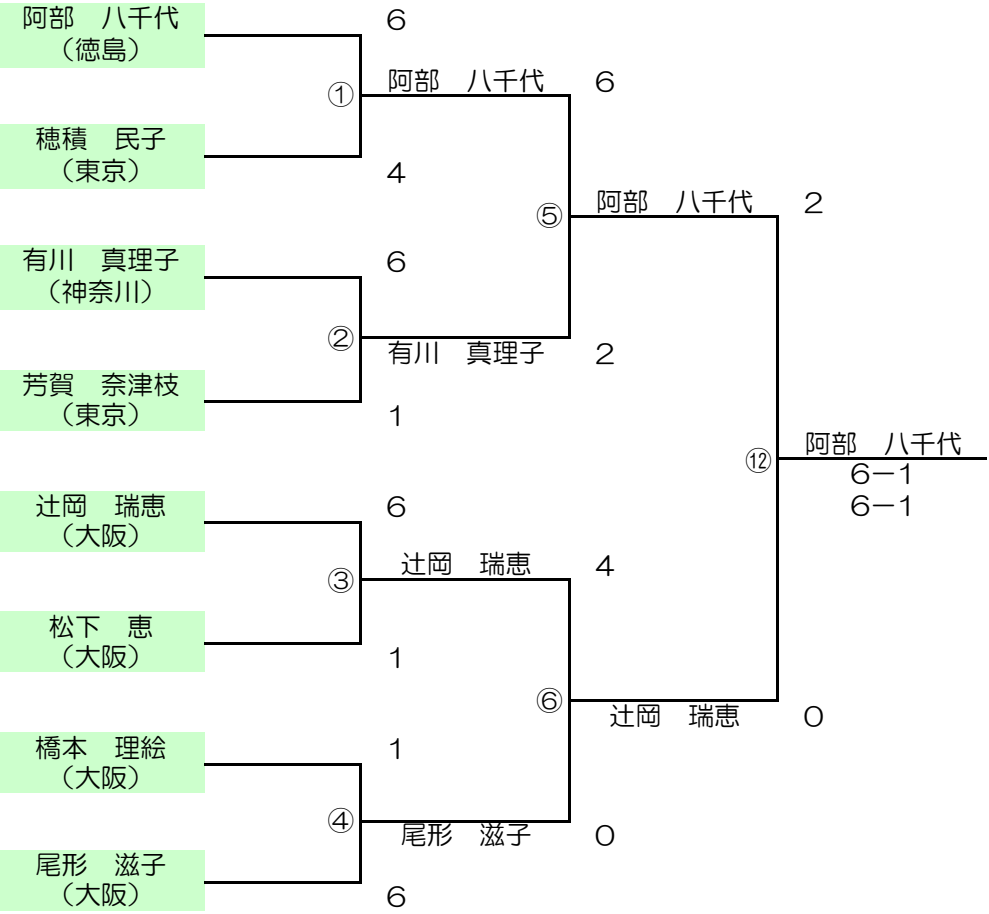 阿部　八千代
（徳島）
６
①
阿部　八千代
６
穂積　民子
（東京）
４
⑤
阿部　八千代
２
有川　真理子
（神奈川）
６
②
有川　真理子
２
芳賀　奈津枝
（東京）
１
⑫
阿部　八千代
６－１
６－１
辻岡　瑞恵
（大阪）
６
③
辻岡　瑞恵
４
松下　恵
（大阪）
１
⑥
辻岡　瑞恵
０
橋本　理絵
（大阪）
１
④
尾形　滋子
０
尾形　滋子
（大阪）
６